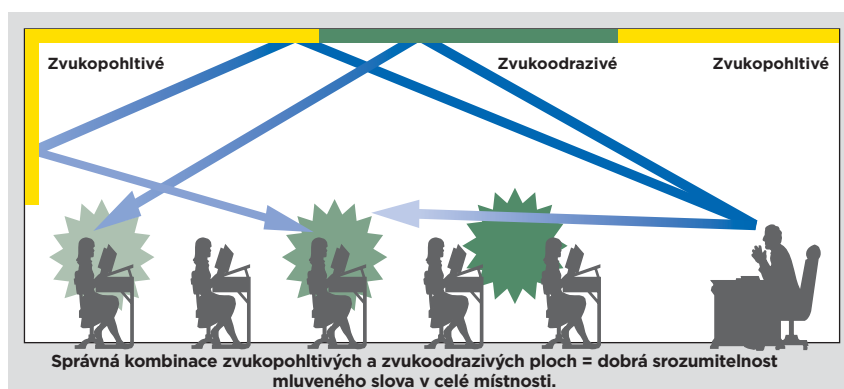 Zvukopohltivé
Zvukoodrazivé
Zvukopohltivé
Správná kombinace zvukopohltivých a zvukoodrazivých ploch = dobrá srozumitelnost
mluveného slova v celé místnosti.